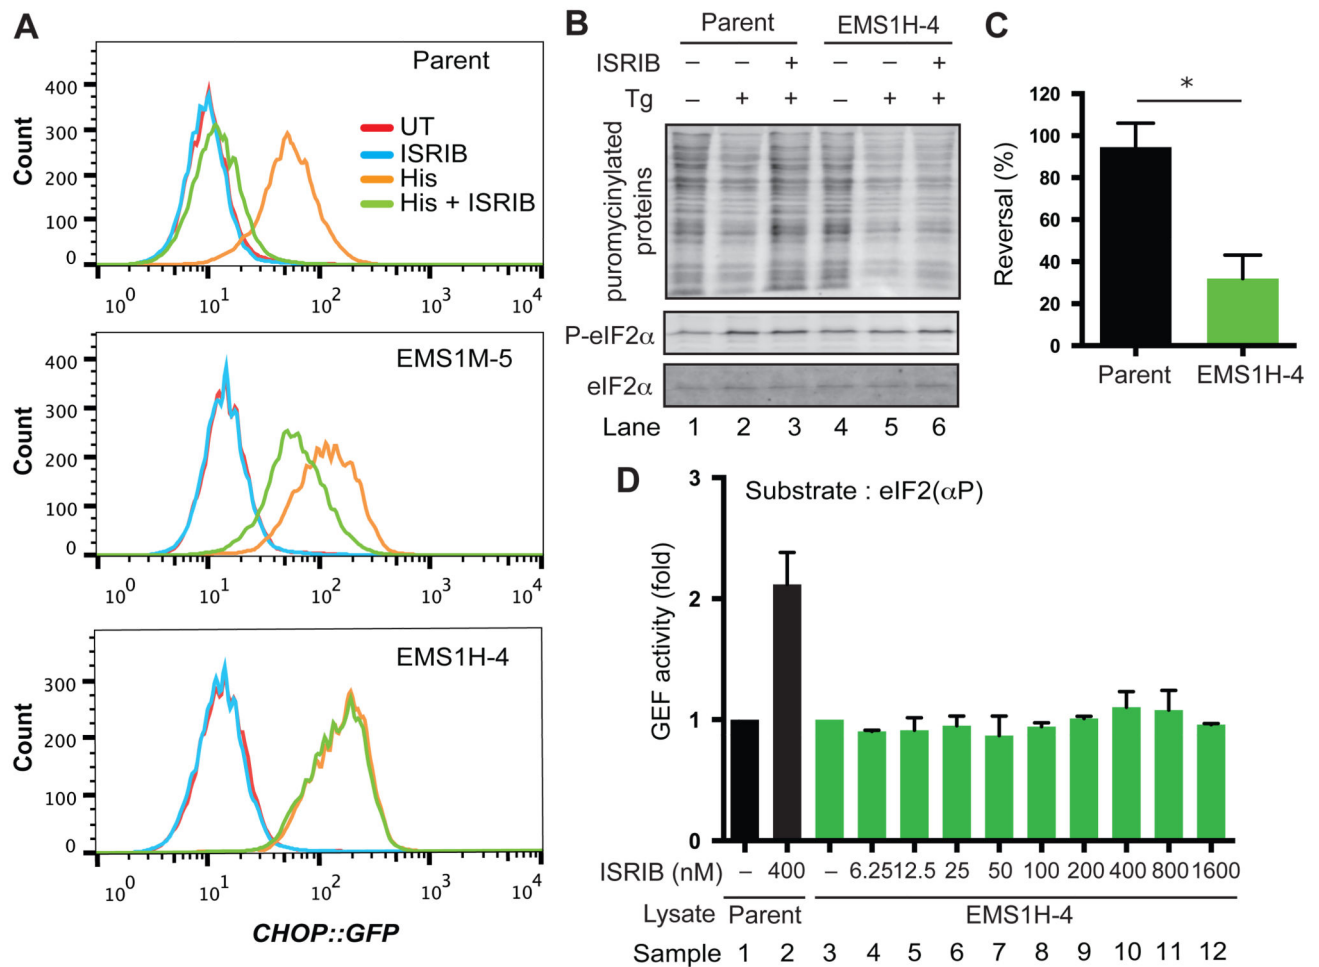 A
Parent
UT
ISRIB
His
His + ISRIB
Count
400
300
200
100
0
10^0 10^1 10^2 10^3 10^4
EMS1M-5
Count
400
300
200
100
0
10^0 10^1 10^2 10^3 10^4
EMS1H-4
Count
300
200
100
0
10^0 10^1 10^2 10^3 10^4
CHOP::GFP
B
Parent EMS1H-4
ISRIB – – + – – +
Tg – + + – + +
puromycinylated
proteins
P-eIF2α
eIF2α
Lane 1 2 3 4 5 6
C
Reversal (%)
120
100
80
60
40
20
0
*
Parent EMS1H-4
D
Substrate : eIF2(αP)
GEF activity (fold)
3
2
1
0
ISRIB (nM) – 400 – 6.25 12.5 25 50 100 200 400 800 1600
Lysate Parent EMS1H-4
Sample 1 2 3 4 5 6 7 8 9 10 11 12